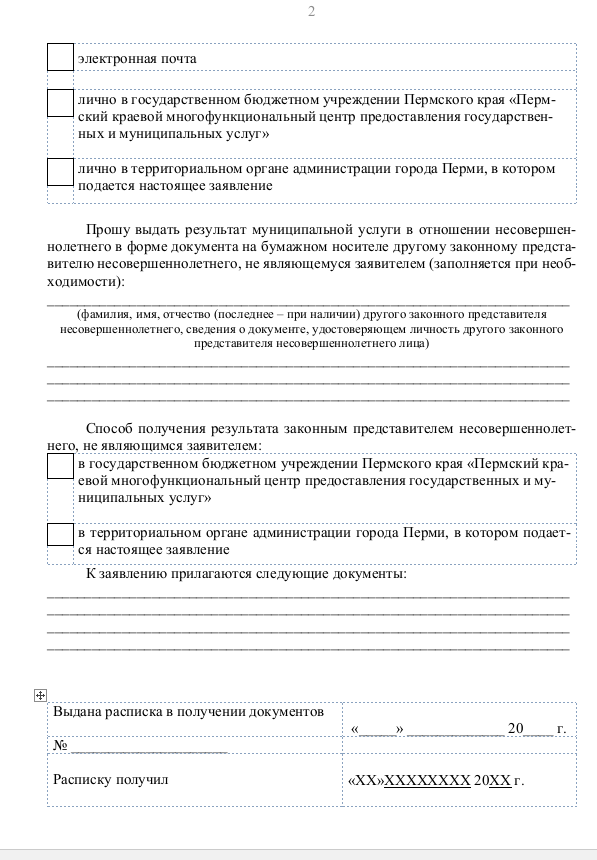 2
электронная почта
лично в государственном бюджетном учреждении Пермского края «Перм-
ский краевой многофункциональный центр предоставления государствен-
ных и муниципальных услуг»
лично в территориальном органе администрации города Перми, в котором
подается настоящее заявление
Прошу выдать результат муниципальной услуги в отношении несовершен-
нолетнего в форме документа на бумажном носителе другому законному предста-
вителю несовершеннолетнего, не являющемуся заявителем (заполняется при необ-
ходимости):
(фамилия, имя, отчество (последнее – при наличии) другого законного представителя
несовершеннолетнего, сведения о документе, удостоверяющем личность другого законного
представителя несовершеннолетнего лица)
Способ получения результата законным представителем несовершеннолет-
него, не являющимся заявителем:
в государственном бюджетном учреждении Пермского края «Пермский кра-
евой многофункциональный центр предоставления государственных и му-
ниципальных услуг»
в территориальном органе администрации города Перми, в котором подает-
ся настоящее заявление
К заявлению прилагаются следующие документы:
Выдана расписка в получении документов
«_____» _____________ 20____ г.
№ _____________________
Расписку получил
«ХХ»ХХХХХХХХ 20ХХ г.